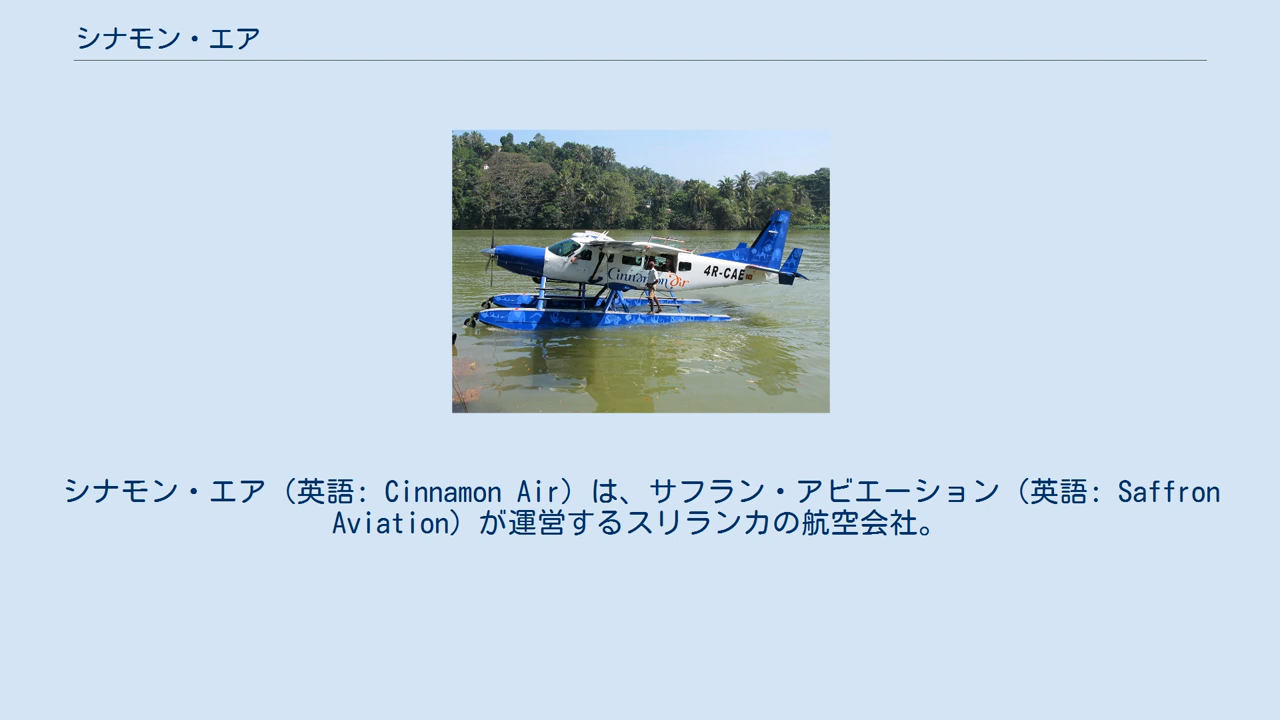 シナモン・エア
Cinnamon Air
4R-CAE
シナモン・エア（英語: Cinnamon Air）は、サフラン・アビエーション（英語: Saffron
Aviation）が運営するスリランカの航空会社。